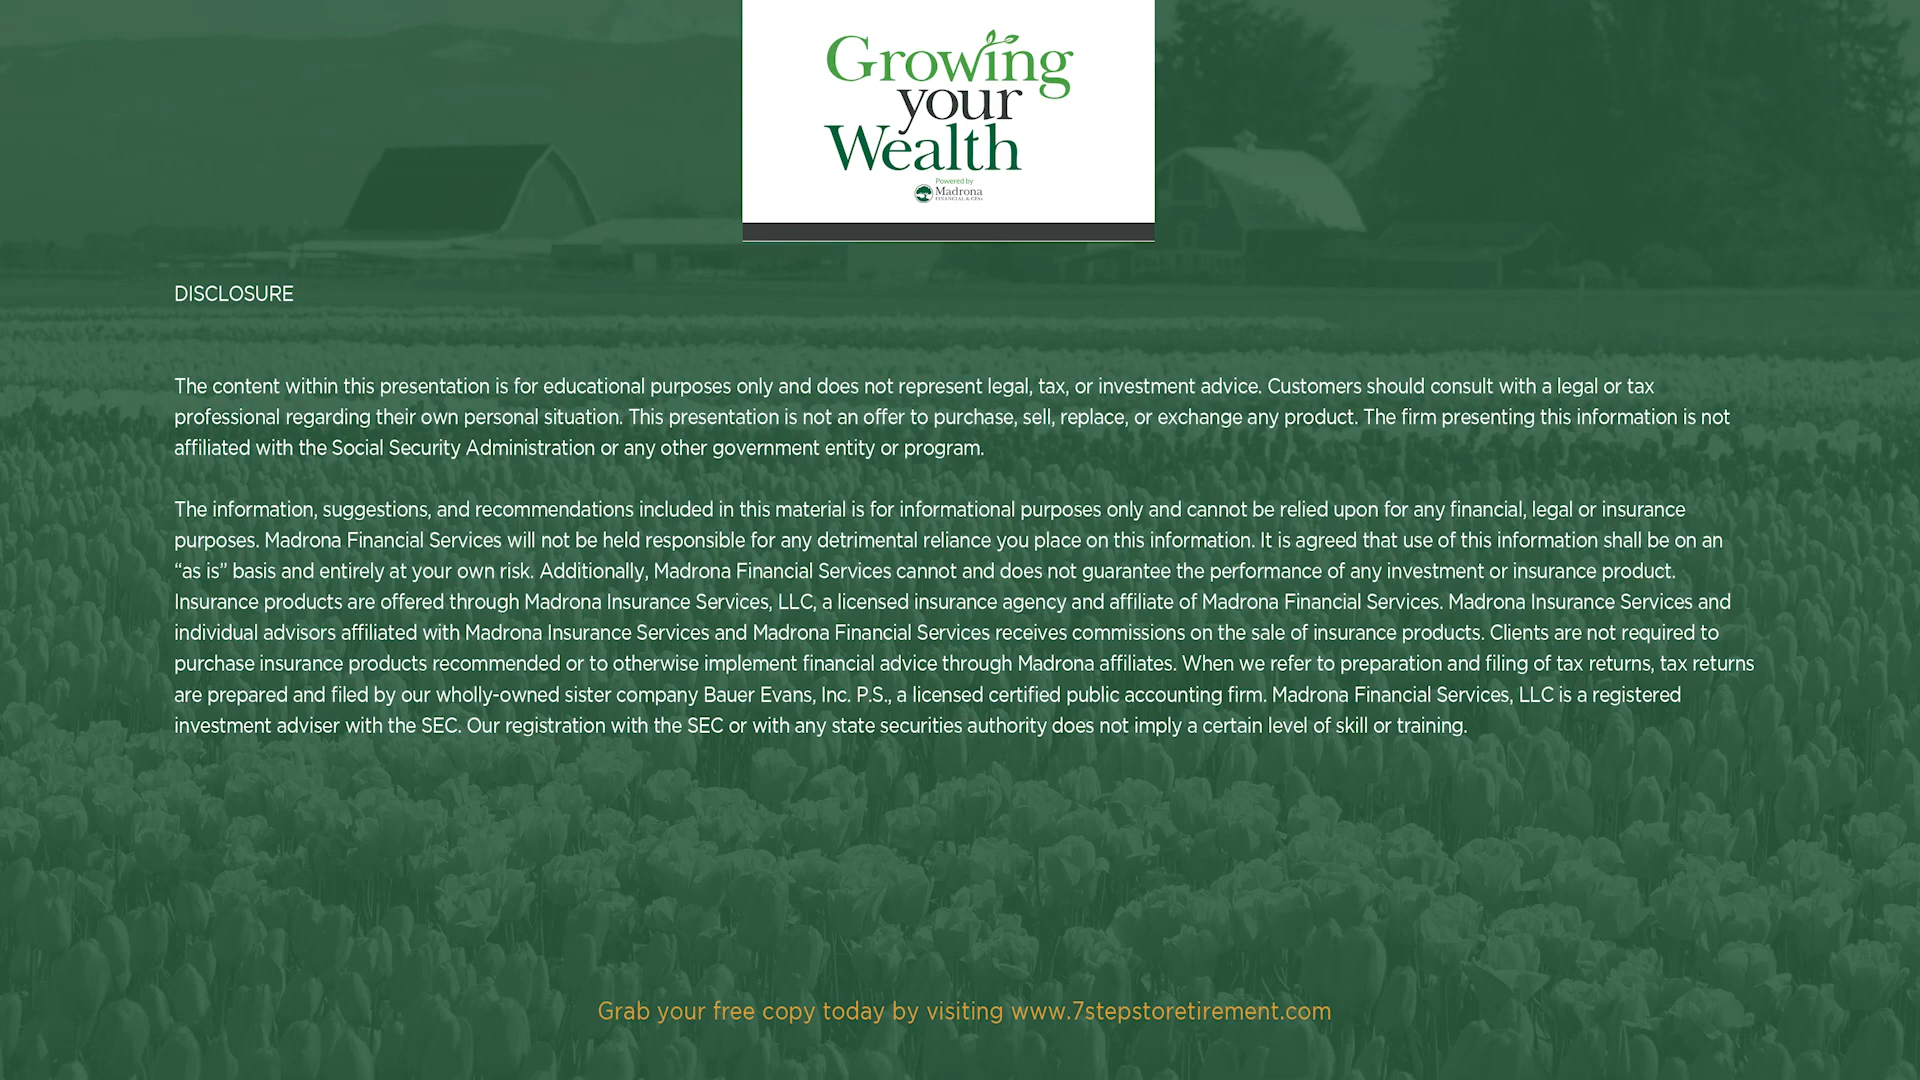 Growing
your
Wealth
Powered by
Madrona
FINANCIAL & CPAs
DISCLOSURE
The content within this presentation is for educational purposes only and does not represent legal, tax, or investment advice. Customers should consult with a legal or tax
professional regarding their own personal situation. This presentation is not an offer to purchase, sell, replace, or exchange any product. The firm presenting this information is not
affiliated with the Social Security Administration or any other government entity or program.
The information, suggestions, and recommendations included in this material is for informational purposes only and cannot be relied upon for any financial, legal or insurance
purposes. Madrona Financial Services will not be held responsible for any detrimental reliance you place on this information. It is agreed that use of this information shall be on an
“as is” basis and entirely at your own risk. Additionally, Madrona Financial Services cannot and does not guarantee the performance of any investment or insurance product.
Insurance products are offered through Madrona Insurance Services, LLC, a licensed insurance agency and affiliate of Madrona Financial Services. Madrona Insurance Services and
individual advisors affiliated with Madrona Insurance Services and Madrona Financial Services receives commissions on the sale of insurance products. Clients are not required to
purchase insurance products recommended or to otherwise implement financial advice through Madrona affiliates. When we refer to preparation and filing of tax returns, tax returns
are prepared and filed by our wholly-owned sister company Bauer Evans, Inc. P.S., a licensed certified public accounting firm. Madrona Financial Services, LLC is a registered
investment adviser with the SEC. Our registration with the SEC or with any state securities authority does not imply a certain level of skill or training.
Grab your free copy today by visiting www.7stepstoretirement.com